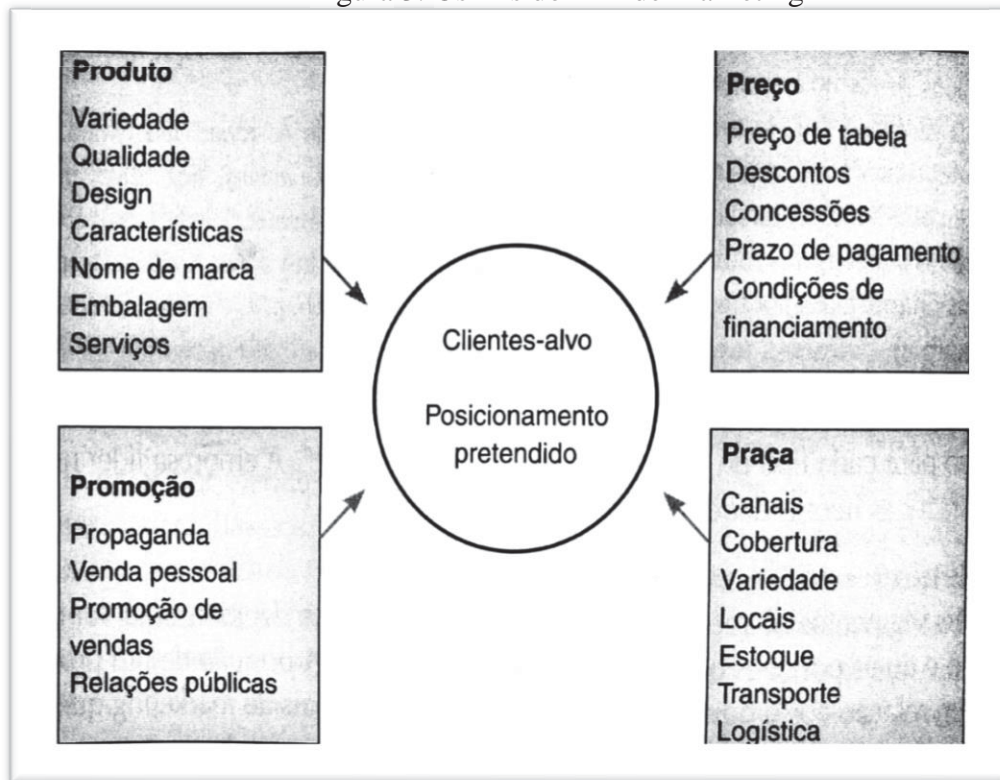 Produto
Variedade
Qualidade
Design
Características
Nome de marca
Embalagem
Serviços
Preço
Preço de tabela
Descontos
Concessões
Prazo de pagamento
Condições de
financiamento
Clientes-alvo
Posicionamento
pretendido
Promoção
Propaganda
Venda pessoal
Promoção de
vendas
Relações públicas
Praça
Canais
Cobertura
Variedade
Locais
Estoque
Transporte
Logística